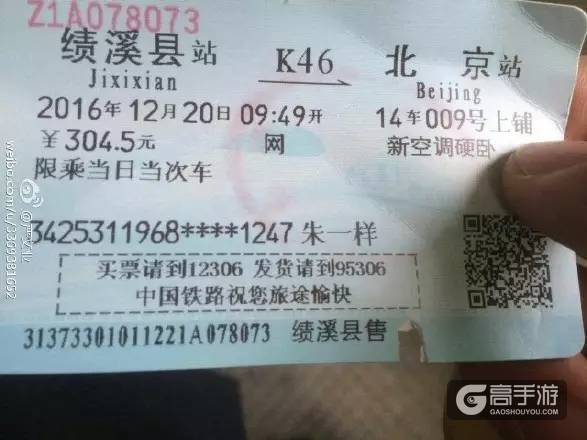 Z1A078073
绩溪县站 K46 北京站
Jixixian Beijing
2016年12月20日09:49开 14车009号上铺
￥304.5元 网 新空调硬卧
限乘当日当次车
3425311968****1247 朱一样
买票请到12306 发货请到95306
中国铁路祝您旅途愉快
31373301011221A078073 绩溪县售
高手游
GAOSHOUYOU.COM